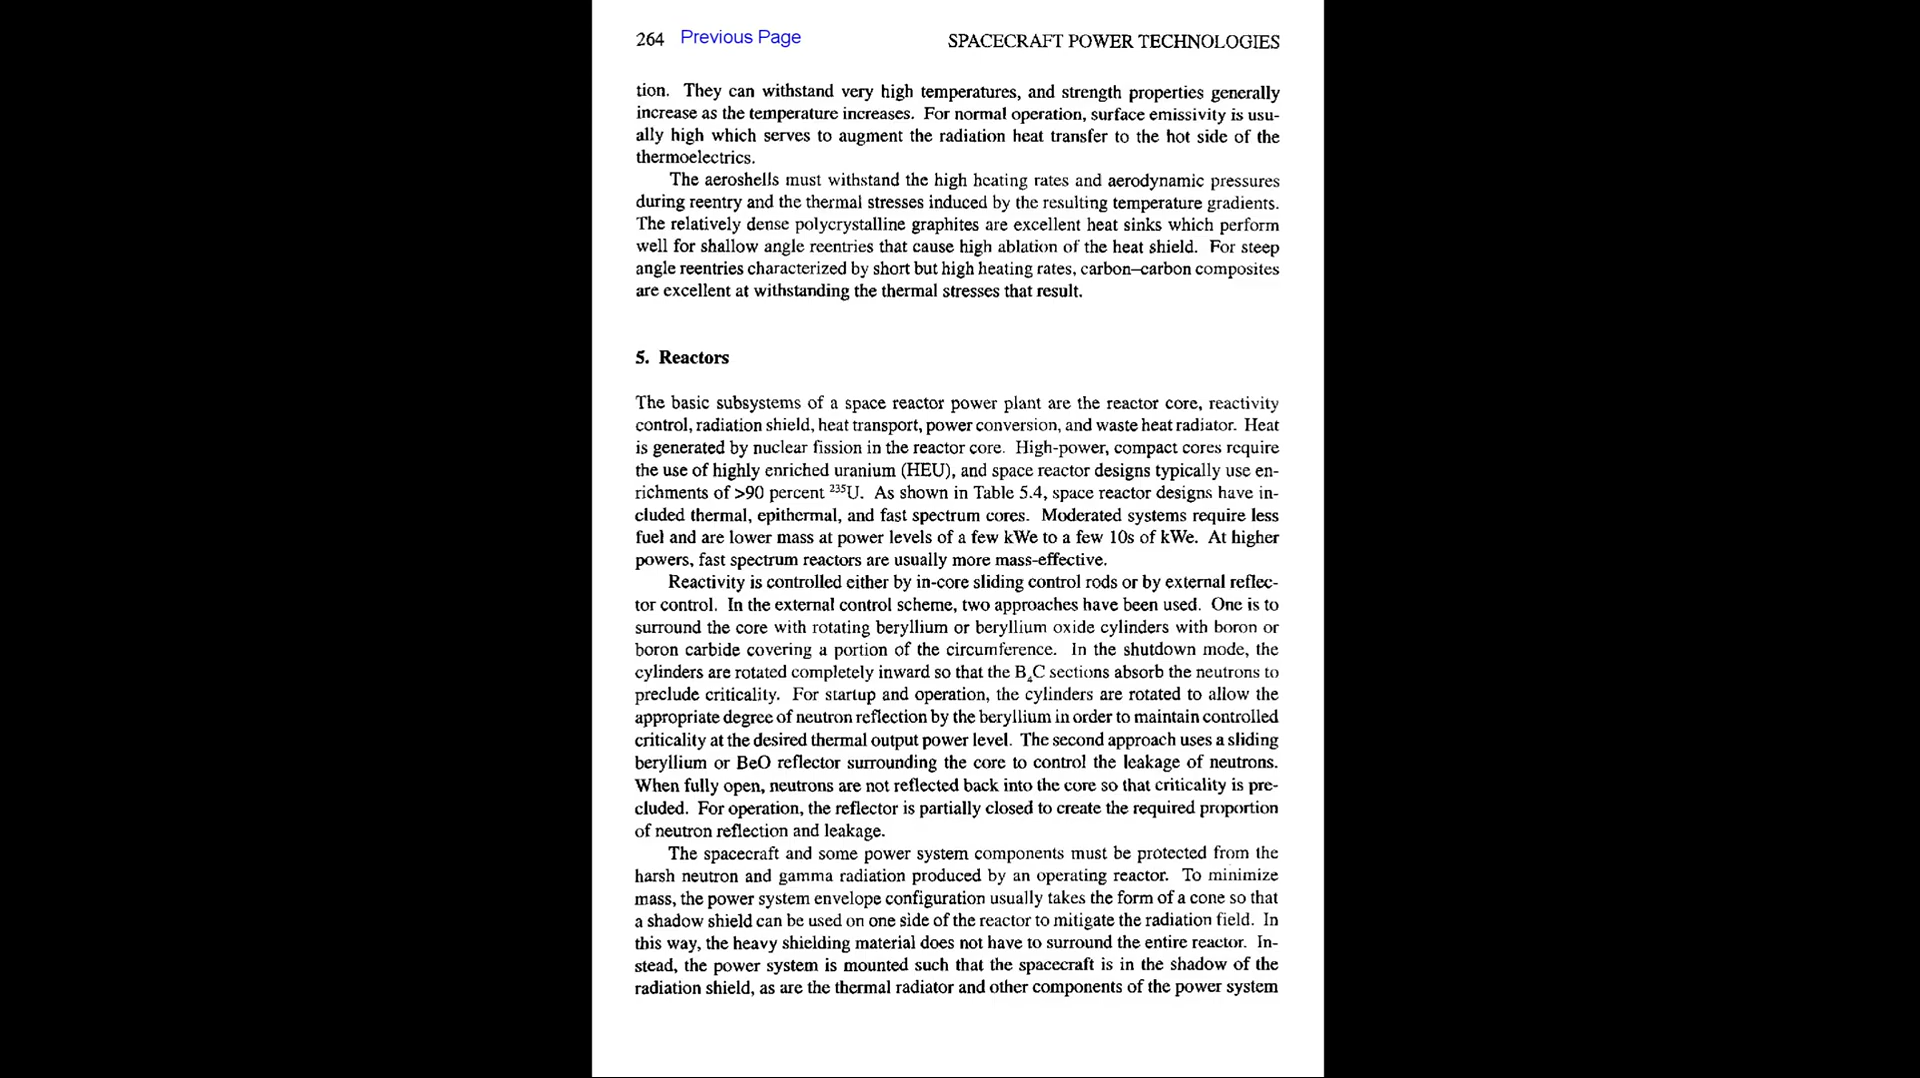 264 Previous Page SPACECRAFT POWER TECHNOLOGIES
tion. They can withstand very high temperatures, and strength properties generally
increase as the temperature increases. For normal operation, surface emissivity is usu-
ally high which serves to augment the radiation heat transfer to the hot side of the
thermoelectrics.
The aeroshells must withstand the high heating rates and aerodynamic pressures
during reentry and the thermal stresses induced by the resulting temperature gradients.
The relatively dense polycrystalline graphites are excellent heat sinks which perform
well for shallow angle reentries that cause high ablation of the heat shield. For steep
angle reentries characterized by short but high heating rates, carbon–carbon composites
are excellent at withstanding the thermal stresses that result.
5. Reactors
The basic subsystems of a space reactor power plant are the reactor core, reactivity
control, radiation shield, heat transport, power conversion, and waste heat radiator. Heat
is generated by nuclear fission in the reactor core. High-power, compact cores require
the use of highly enriched uranium (HEU), and space reactor designs typically use en-
richments of >90 percent ²³⁵U. As shown in Table 5.4, space reactor designs have in-
cluded thermal, epithermal, and fast spectrum cores. Moderated systems require less
fuel and are lower mass at power levels of a few kWe to a few 10s of kWe. At higher
powers, fast spectrum reactors are usually more mass-effective.
Reactivity is controlled either by in-core sliding control rods or by external reflec-
tor control. In the external control scheme, two approaches have been used. One is to
surround the core with rotating beryllium or beryllium oxide cylinders with boron or
boron carbide covering a portion of the circumference. In the shutdown mode, the
cylinders are rotated completely inward so that the B₄C sections absorb the neutrons to
preclude criticality. For startup and operation, the cylinders are rotated to allow the
appropriate degree of neutron reflection by the beryllium in order to maintain controlled
criticality at the desired thermal output power level. The second approach uses a sliding
beryllium or BeO reflector surrounding the core to control the leakage of neutrons.
When fully open, neutrons are not reflected back into the core so that criticality is pre-
cluded. For operation, the reflector is partially closed to create the required proportion
of neutron reflection and leakage.
The spacecraft and some power system components must be protected from the
harsh neutron and gamma radiation produced by an operating reactor. To minimize
mass, the power system envelope configuration usually takes the form of a cone so that
a shadow shield can be used on one side of the reactor to mitigate the radiation field. In
this way, the heavy shielding material does not have to surround the entire reactor. In-
stead, the power system is mounted such that the spacecraft is in the shadow of the
radiation shield, as are the thermal radiator and other components of the power system